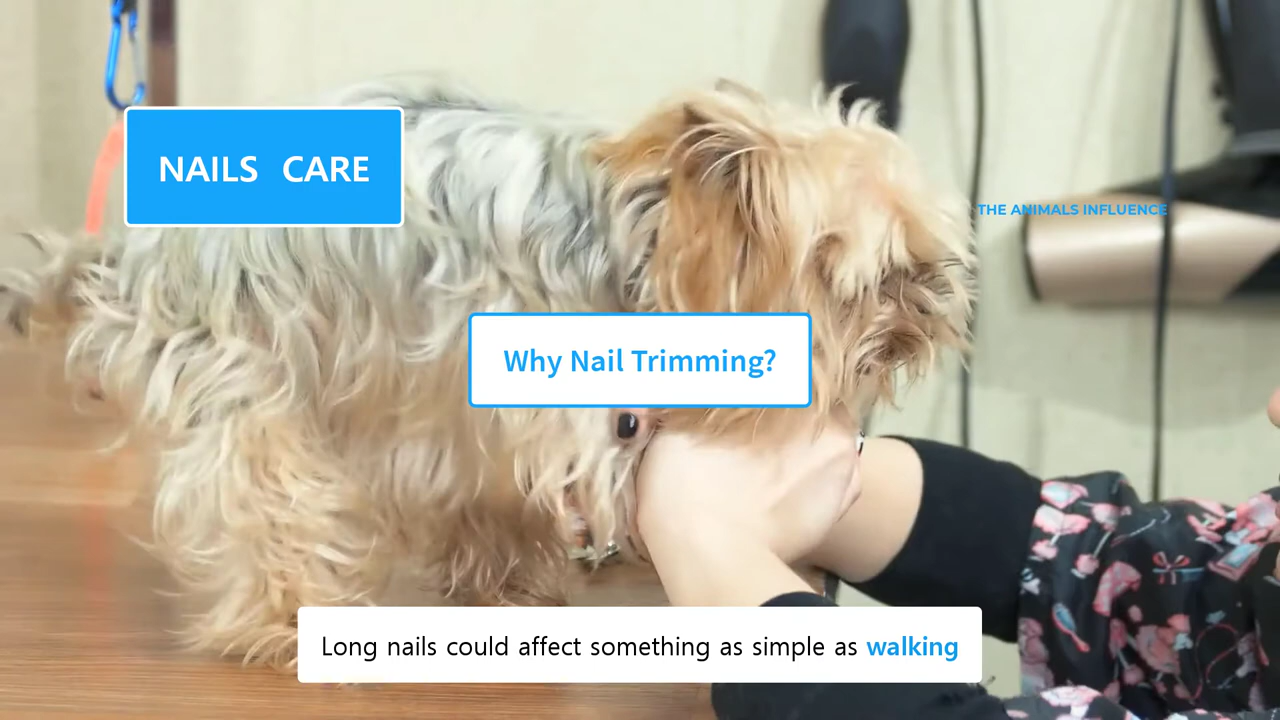 NAILS CARE
THE ANIMALS INFLUENCE
Why Nail Trimming?
Long nails could affect something as simple as walking